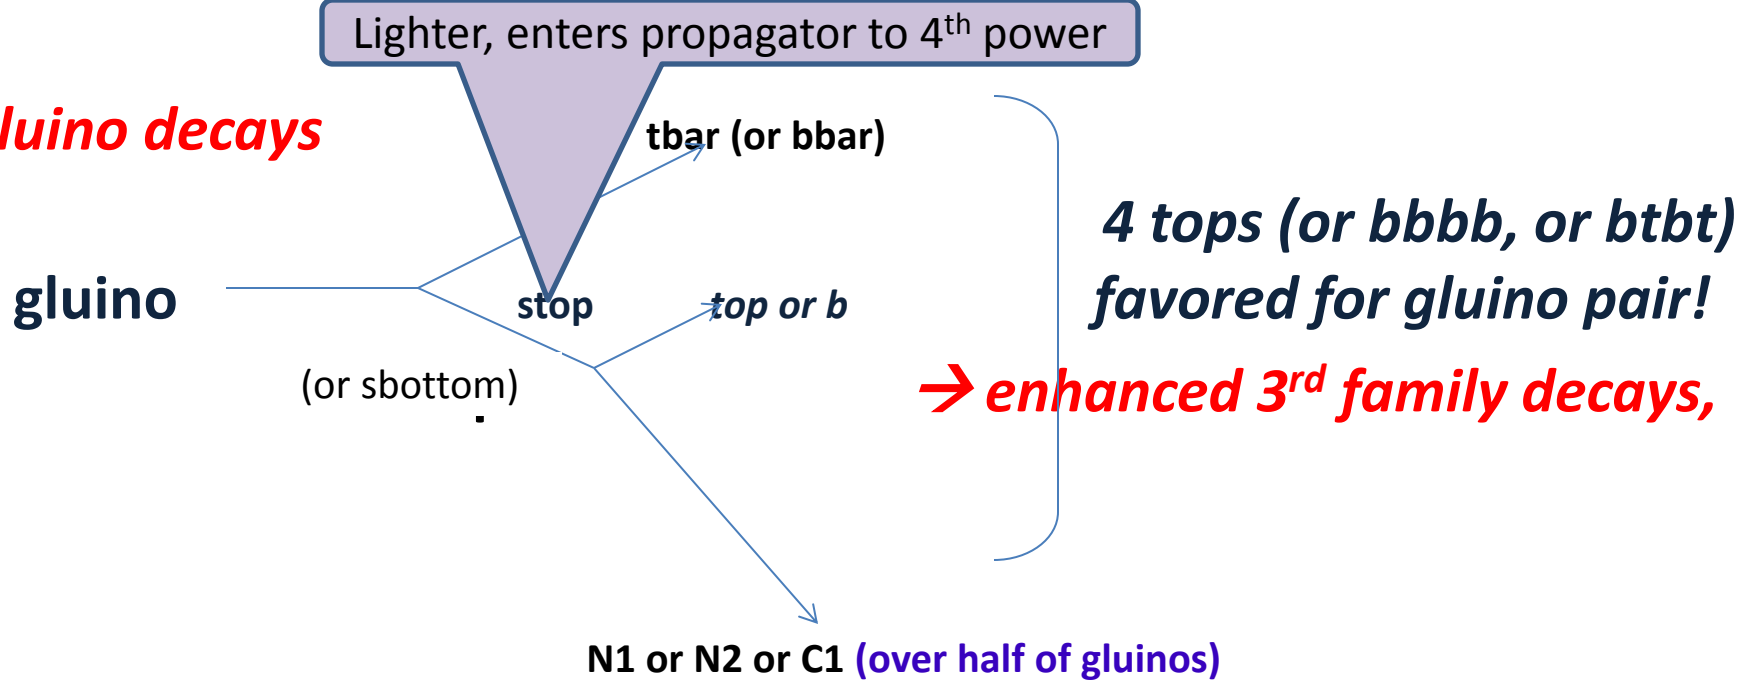 Lighter, enters propagator to 4th power
luino decays
tbar (or bbar)
4 tops (or bbbb, or btbt)
gluino
stop
top or b
favored for gluino pair!
(or sbottom)
→ enhanced 3rd family decays,
N1 or N2 or C1 (over half of gluinos)